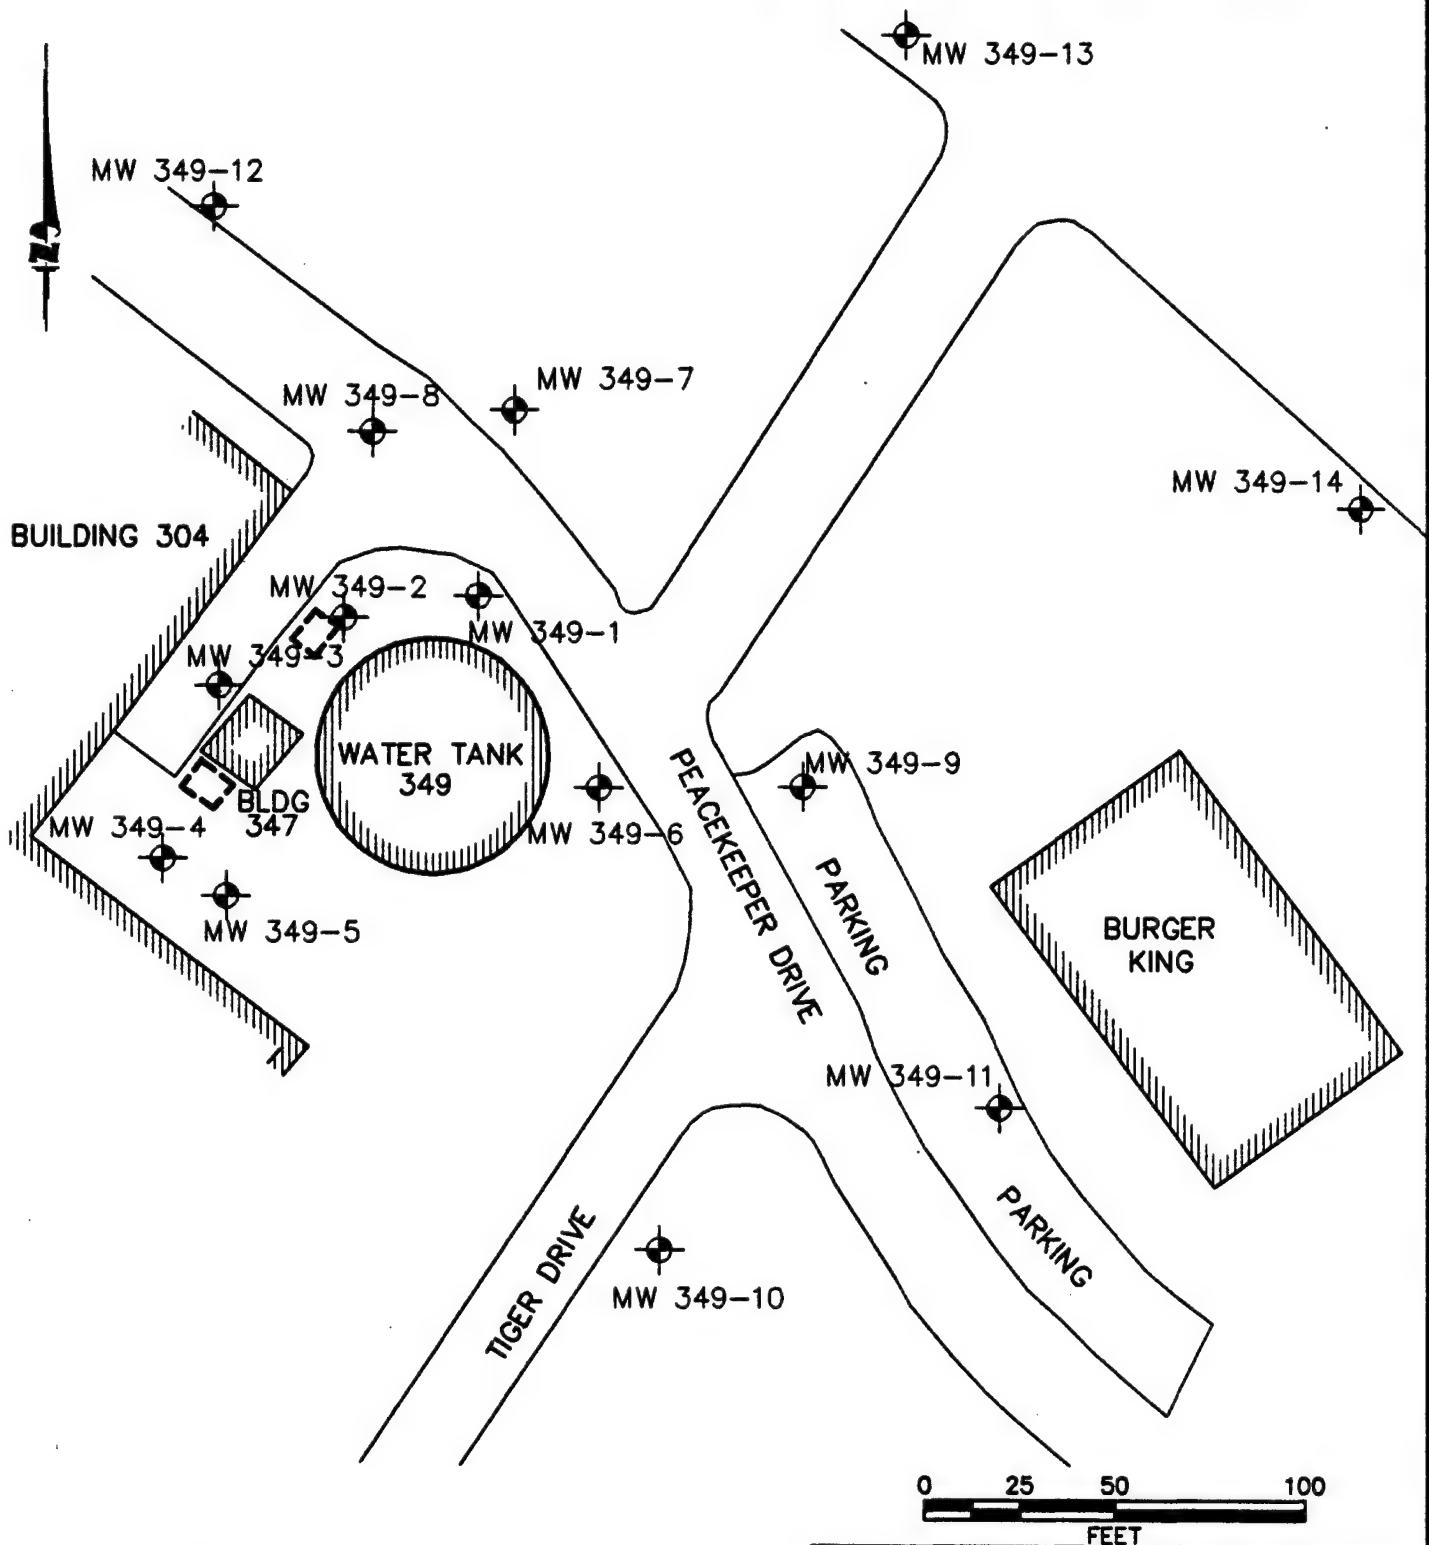 MW 349-13
MW 349-12
N
MW 349-8
MW 349-7
MW 349-14
BUILDING 304
MW 349-2
MW 349-1
MW 349-3
WATER TANK
349
PEACEKEEPER DRIVE
MW 349-9
BLDG
347
MW 349-4
MW 349-6
PARKING
MW 349-5
BURGER
KING
MW 349-11
PARKING
TIGER DRIVE
MW 349-10
0 25 50 100
FEET